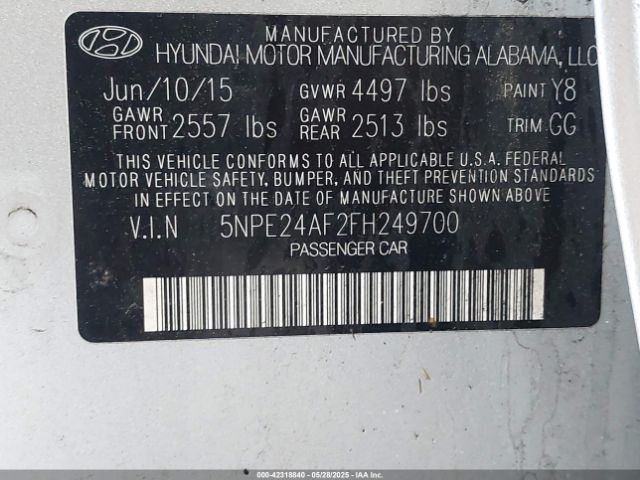 MANUFACTURED BY
HYUNDAI MOTOR MANUFACTURING ALABAMA, LLC
Jun/10/15 GVWR 4497 lbs PAINT Y8
GAWR FRONT 2557 lbs GAWR REAR 2513 lbs TRIM GG
THIS VEHICLE CONFORMS TO ALL APPLICABLE U.S.A. FEDERAL
MOTOR VEHICLE SAFETY, BUMPER, AND THEFT PREVENTION
STANDARDS IN EFFECT ON THE DATE OF MANUFACTURE SHOWN ABOVE
V.I.N 5NPE24AF2FH249700
PASSENGER CAR
000-42318840 - 05/28/2025 - IAA Inc.